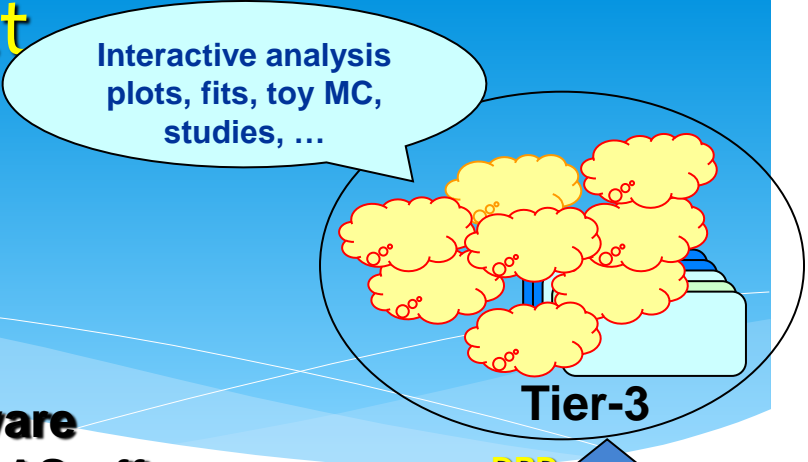 Interactive analysis
plots, fits, toy MC,
studies, …
Tier-3